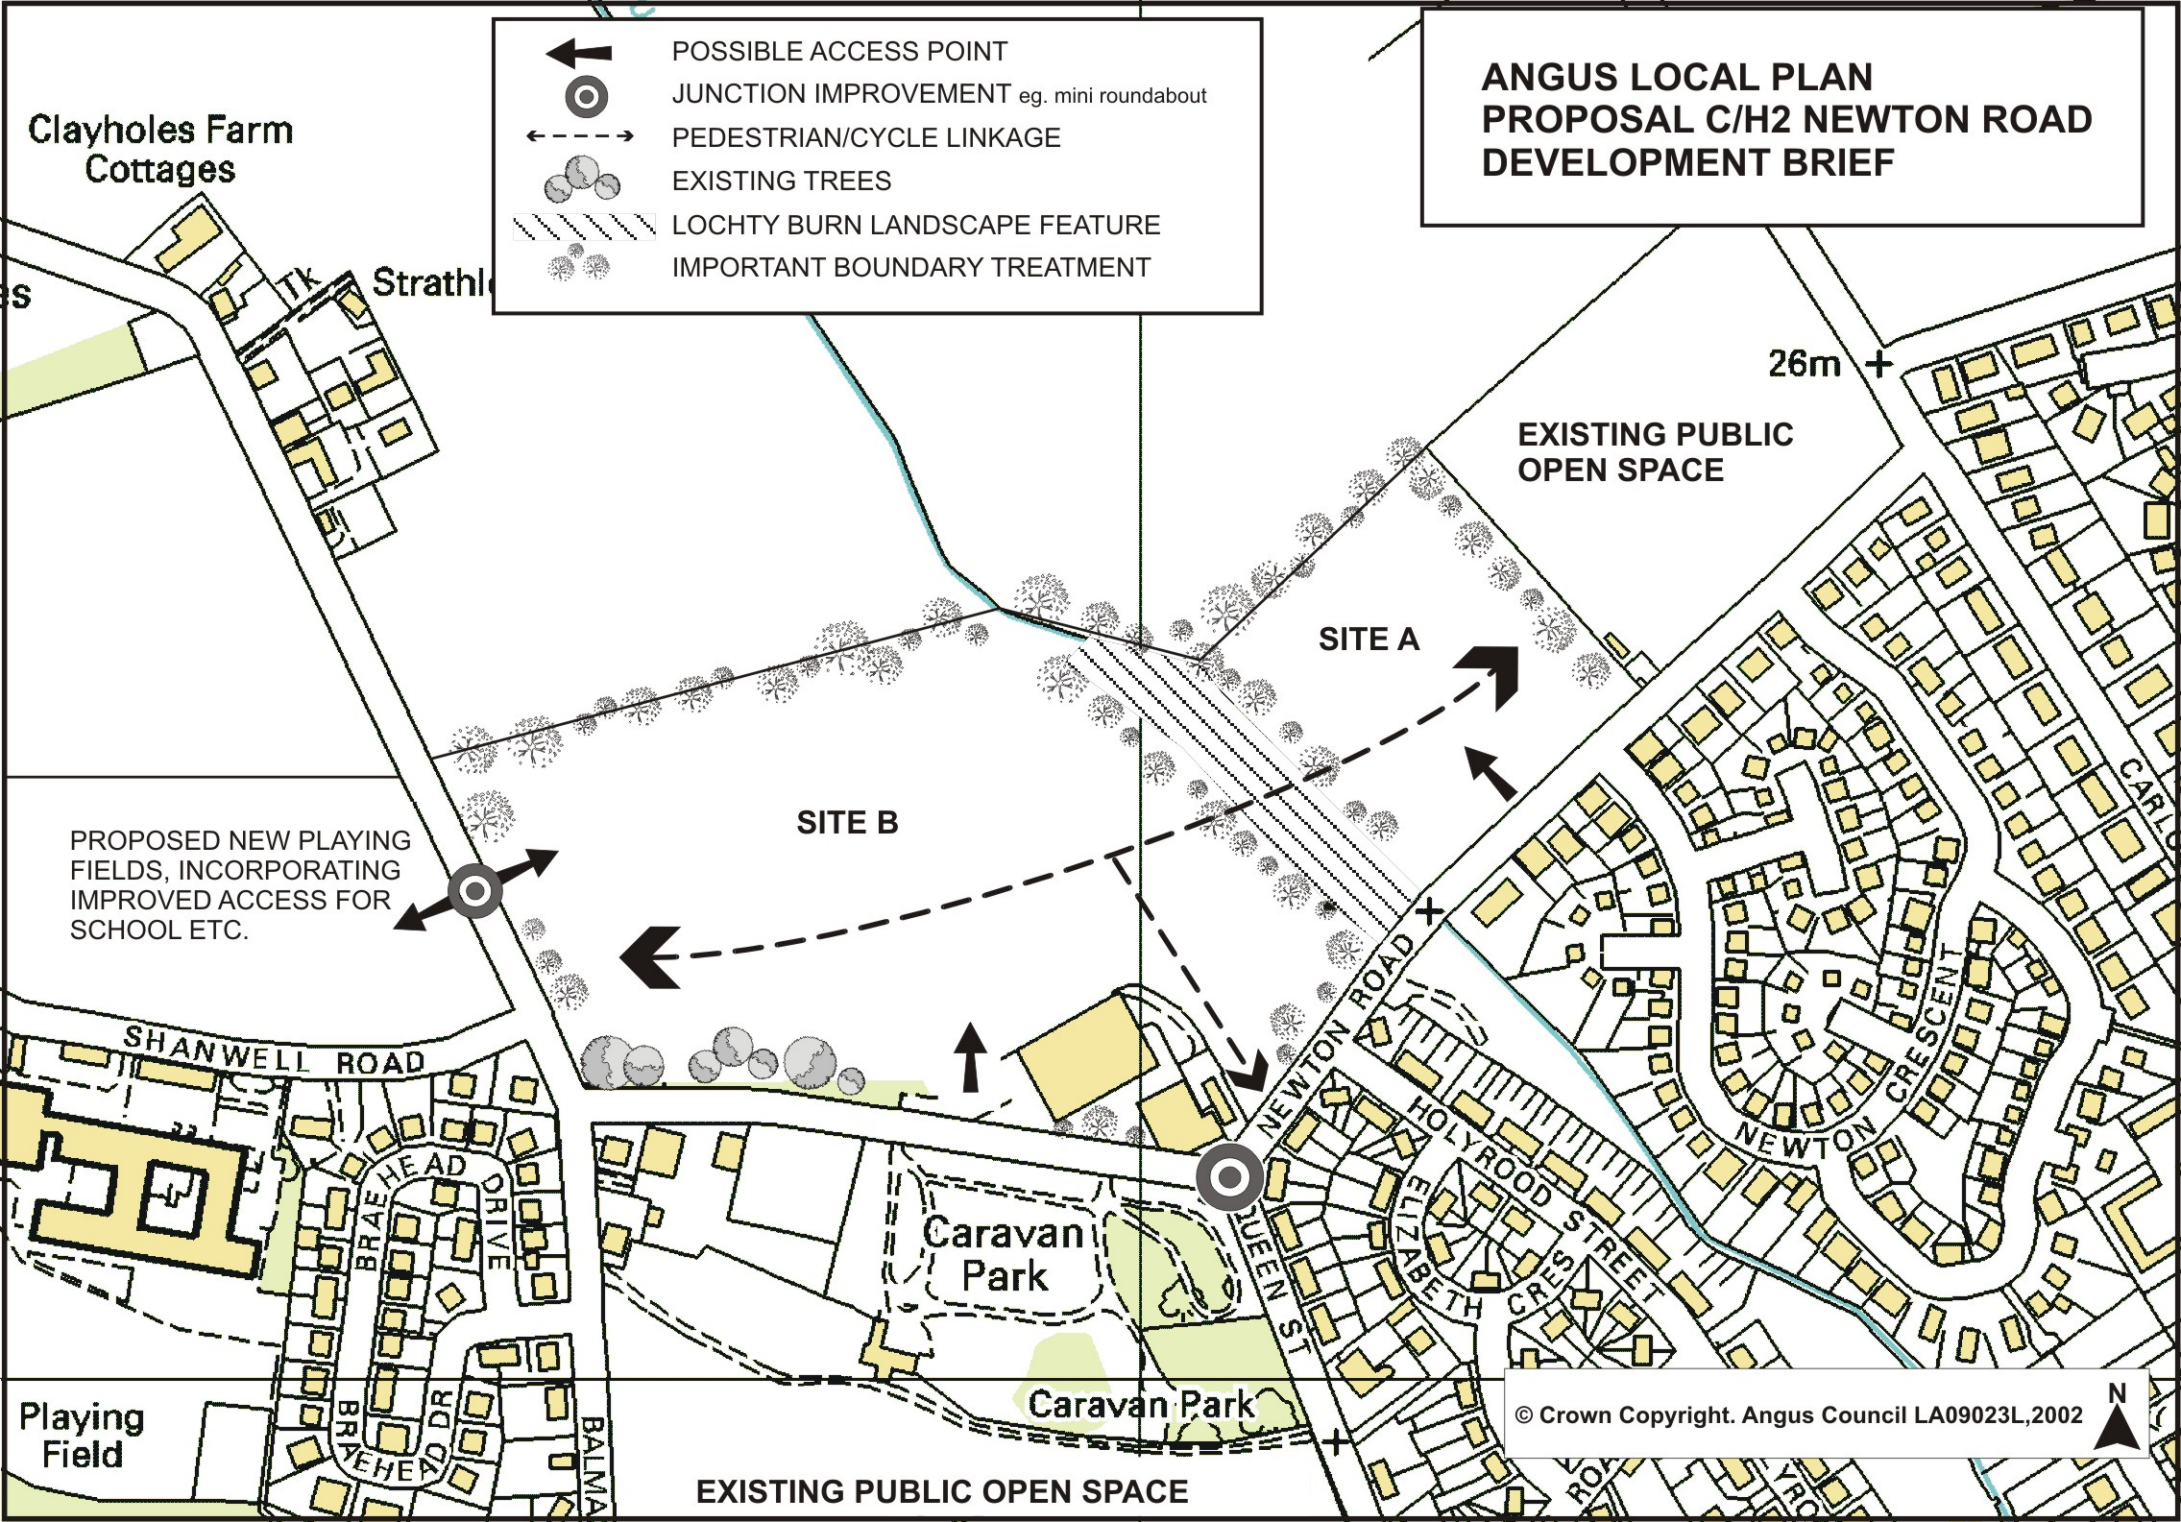 POSSIBLE ACCESS POINT
JUNCTION IMPROVEMENT eg. mini roundabout
PEDESTRIAN/CYCLE LINKAGE
EXISTING TREES
LOCHTY BURN LANDSCAPE FEATURE
IMPORTANT BOUNDARY TREATMENT
ANGUS LOCAL PLAN
PROPOSAL C/H2 NEWTON ROAD
DEVELOPMENT BRIEF
Clayholes Farm
Cottages
TK
26m
EXISTING PUBLIC
OPEN SPACE
SITE A
SITE B
PROPOSED NEW PLAYING
FIELDS, INCORPORATING
IMPROVED ACCESS FOR
SCHOOL ETC.
SHANWELL ROAD
NEWTON ROAD
NEWTON CRESCENT
HOLYROOD STREET
ELIZABETH CRES
QUEEN ST
BRAEHEAD DRIVE
BRAEHEAD DR
Caravan
Park
Caravan Park
Playing
Field
EXISTING PUBLIC OPEN SPACE
© Crown Copyright. Angus Council LA09023L,2002
N